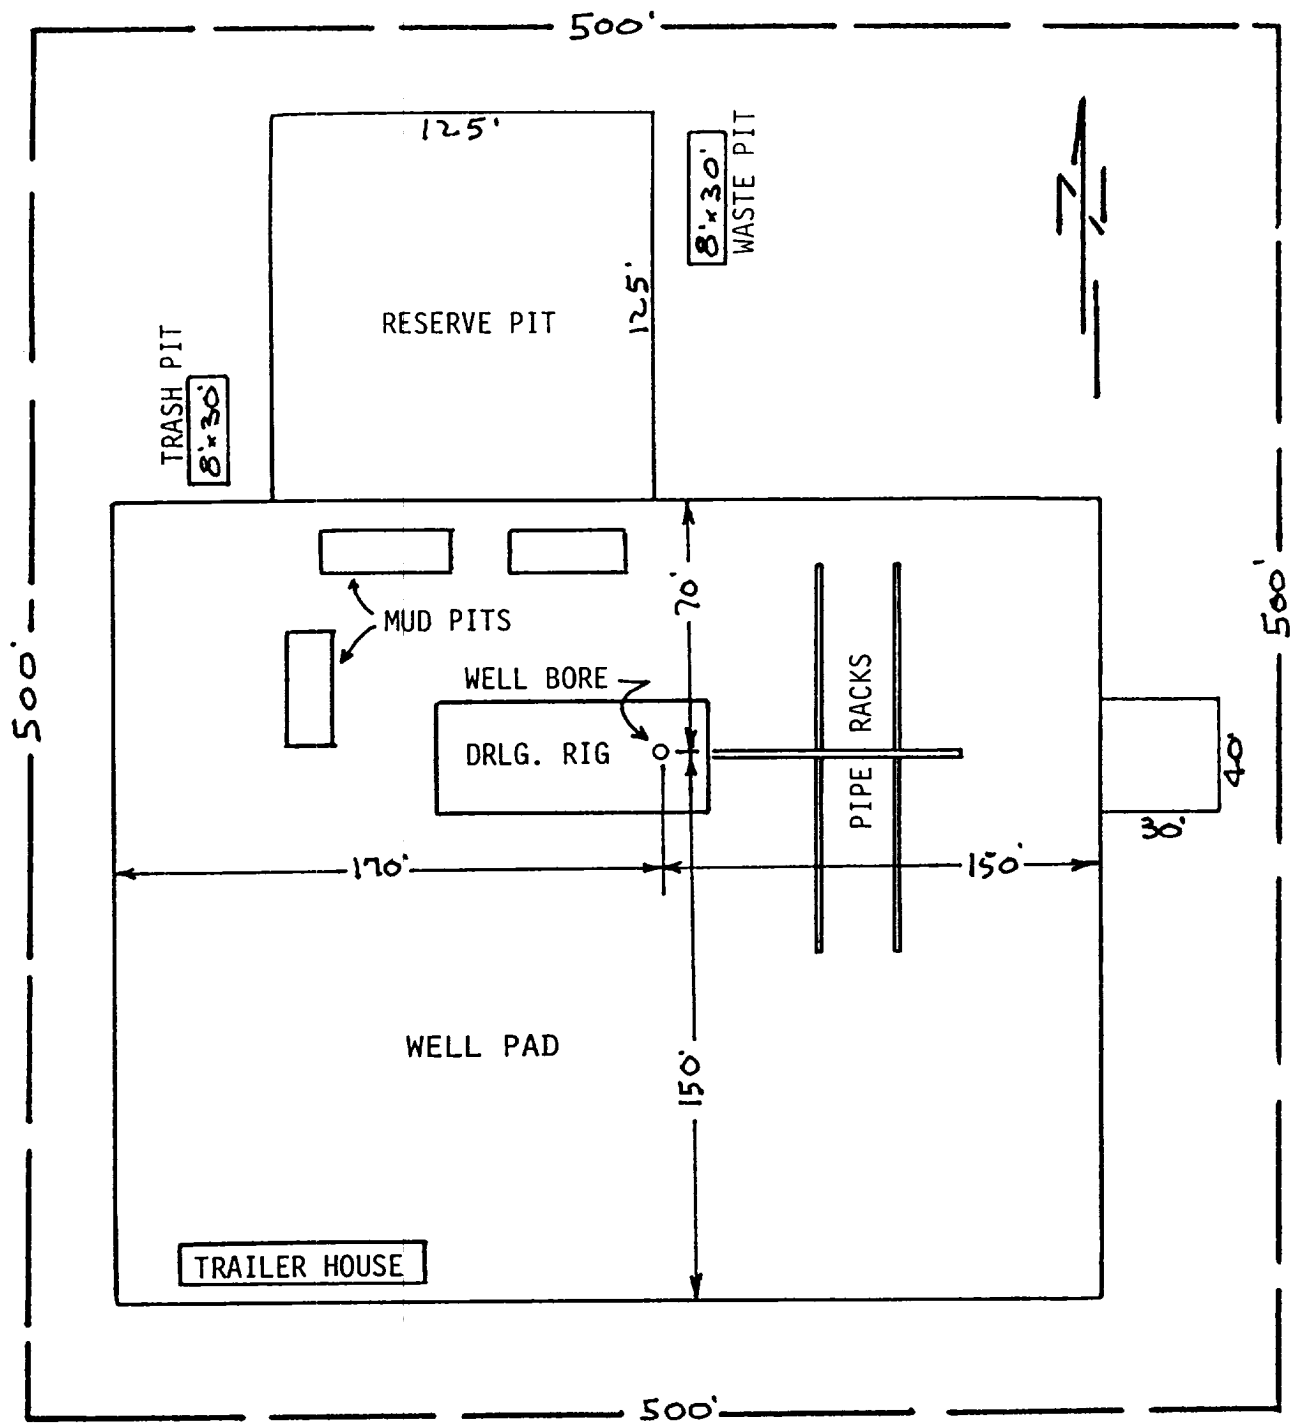 500'
125'
8'x30'
WASTE PIT
RESERVE PIT
125'
TRASH PIT
8'x30'
70'
500'
MUD PITS
500'
WELL BORE
PIPE RACKS
DRLG. RIG
40'
170'
150'
WELL PAD
150'
TRAILER HOUSE
500'